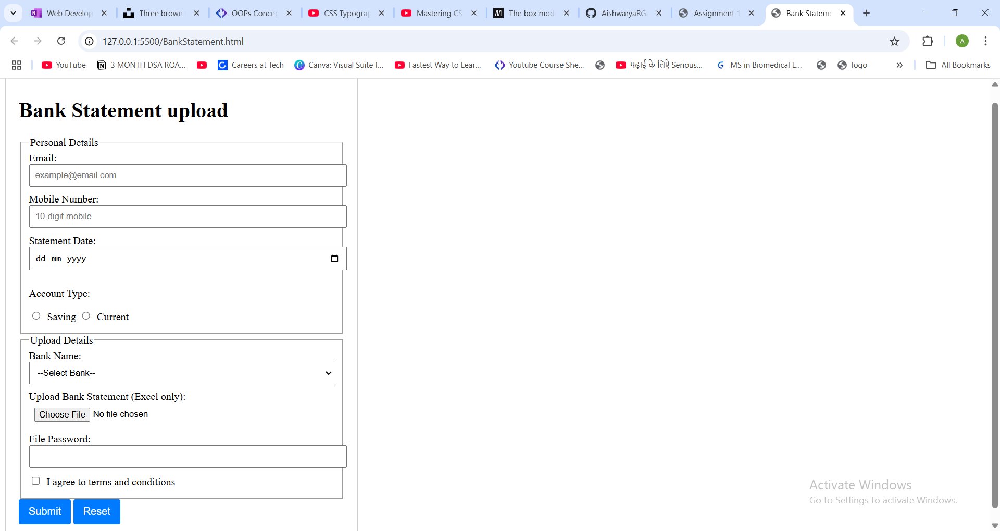 Web Develop
Three brown
OOPs Concep
CSS Typograp
Mastering CS
The box mod
AishwaryaRG
Assignment 1
Bank Stateme
127.0.0.1:5500/BankStatement.html
A
YouTube
3 MONTH DSA ROA...
Careers at Tech
Canva: Visual Suite f...
Fastest Way to Lear...
Youtube Course She...
पढ़ाई के लिऐ Serious...
MS in Biomedical E...
logo
All Bookmarks
Bank Statement upload
Personal Details
Email:
example@email.com
Mobile Number:
10-digit mobile
Statement Date:
dd-mm-yyyy
Account Type:
Saving Current
Upload Details
Bank Name:
--Select Bank--
Upload Bank Statement (Excel only):
Choose File No file chosen
File Password:
I agree to terms and conditions
Submit Reset
Activate Windows
Go to Settings to activate Windows.